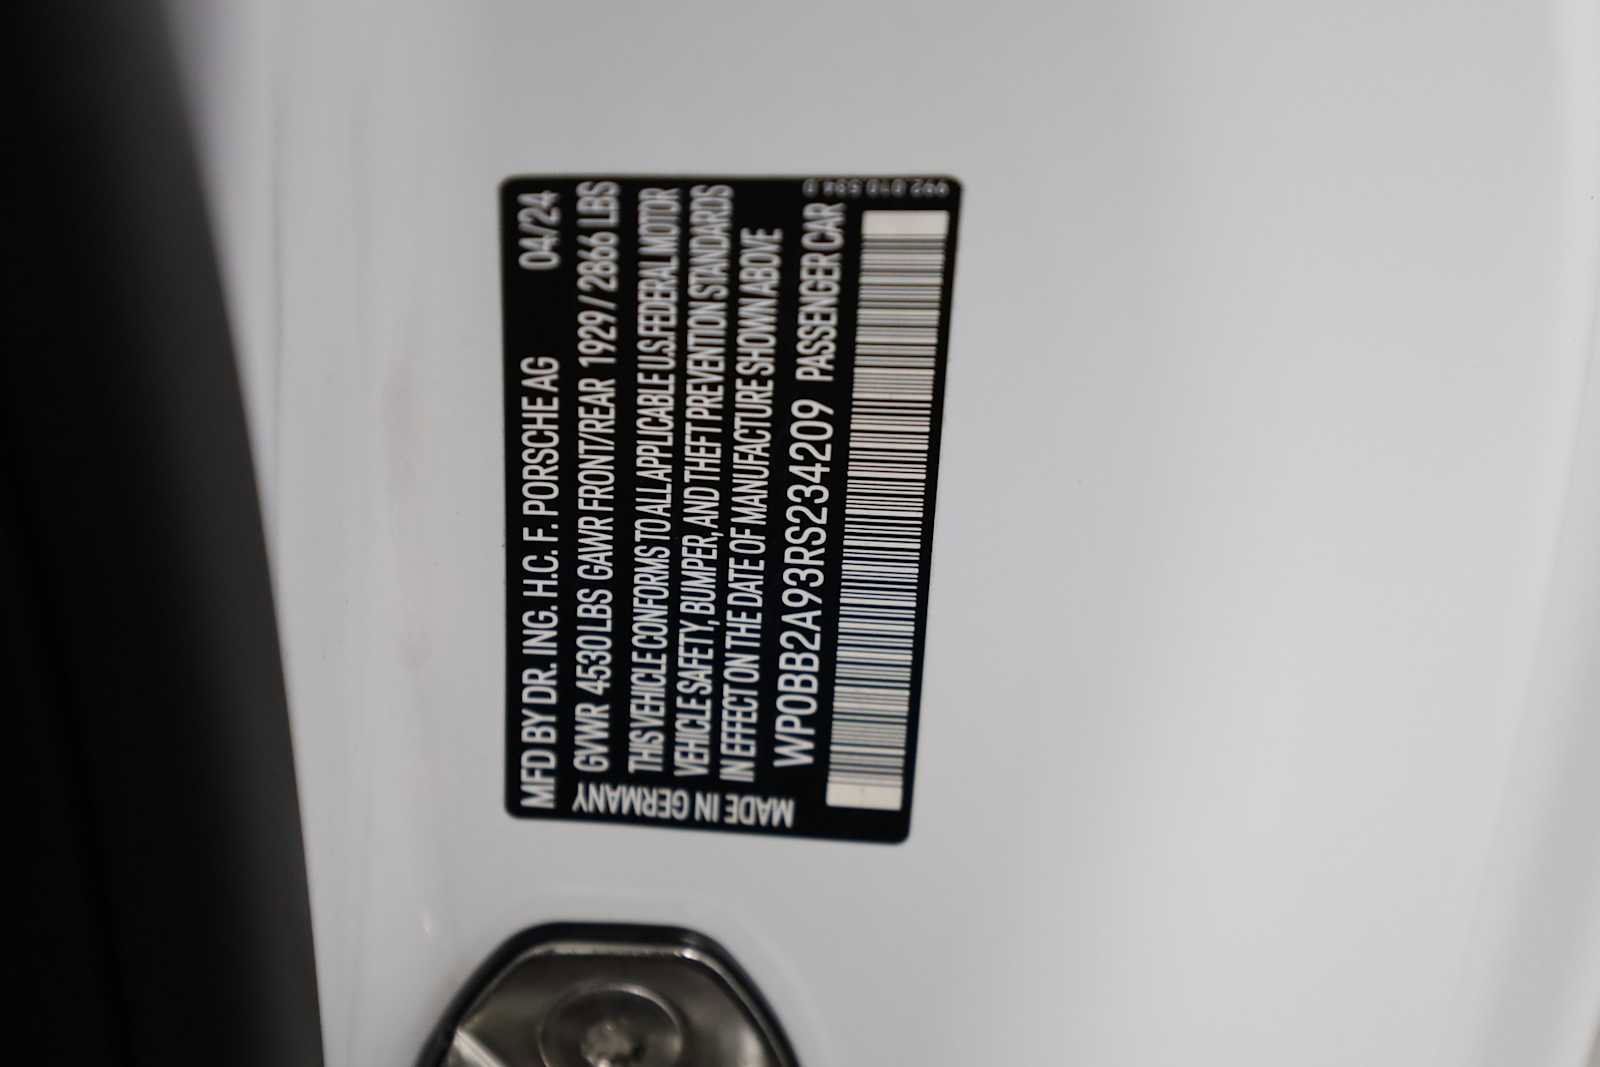 MFD BY DR. ING. H.C. F. PORSCHE AG 04/24
GVWR 4530 LBS GAWR FRONT/REAR 1929 / 2866 LBS
THIS VEHICLE CONFORMS TO ALL APPLICABLE U.S. FEDERAL MOTOR
VEHICLE SAFETY, BUMPER, AND THEFT PREVENTION STANDARDS
IN EFFECT ON THE DATE OF MANUFACTURE SHOWN ABOVE
WP0BB2A93RS234209 PASSENGER CAR
MADE IN GERMANY